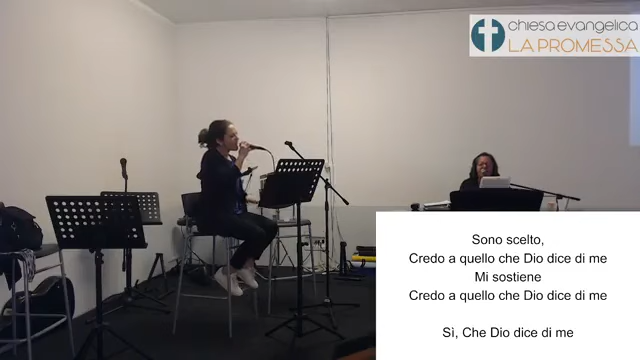 chiesa evangelica
LA PROMESSA
Sono scelto,
Credo a quello che Dio dice di me
Mi sostiene
Credo a quello che Dio dice di me
Sì, Che Dio dice di me